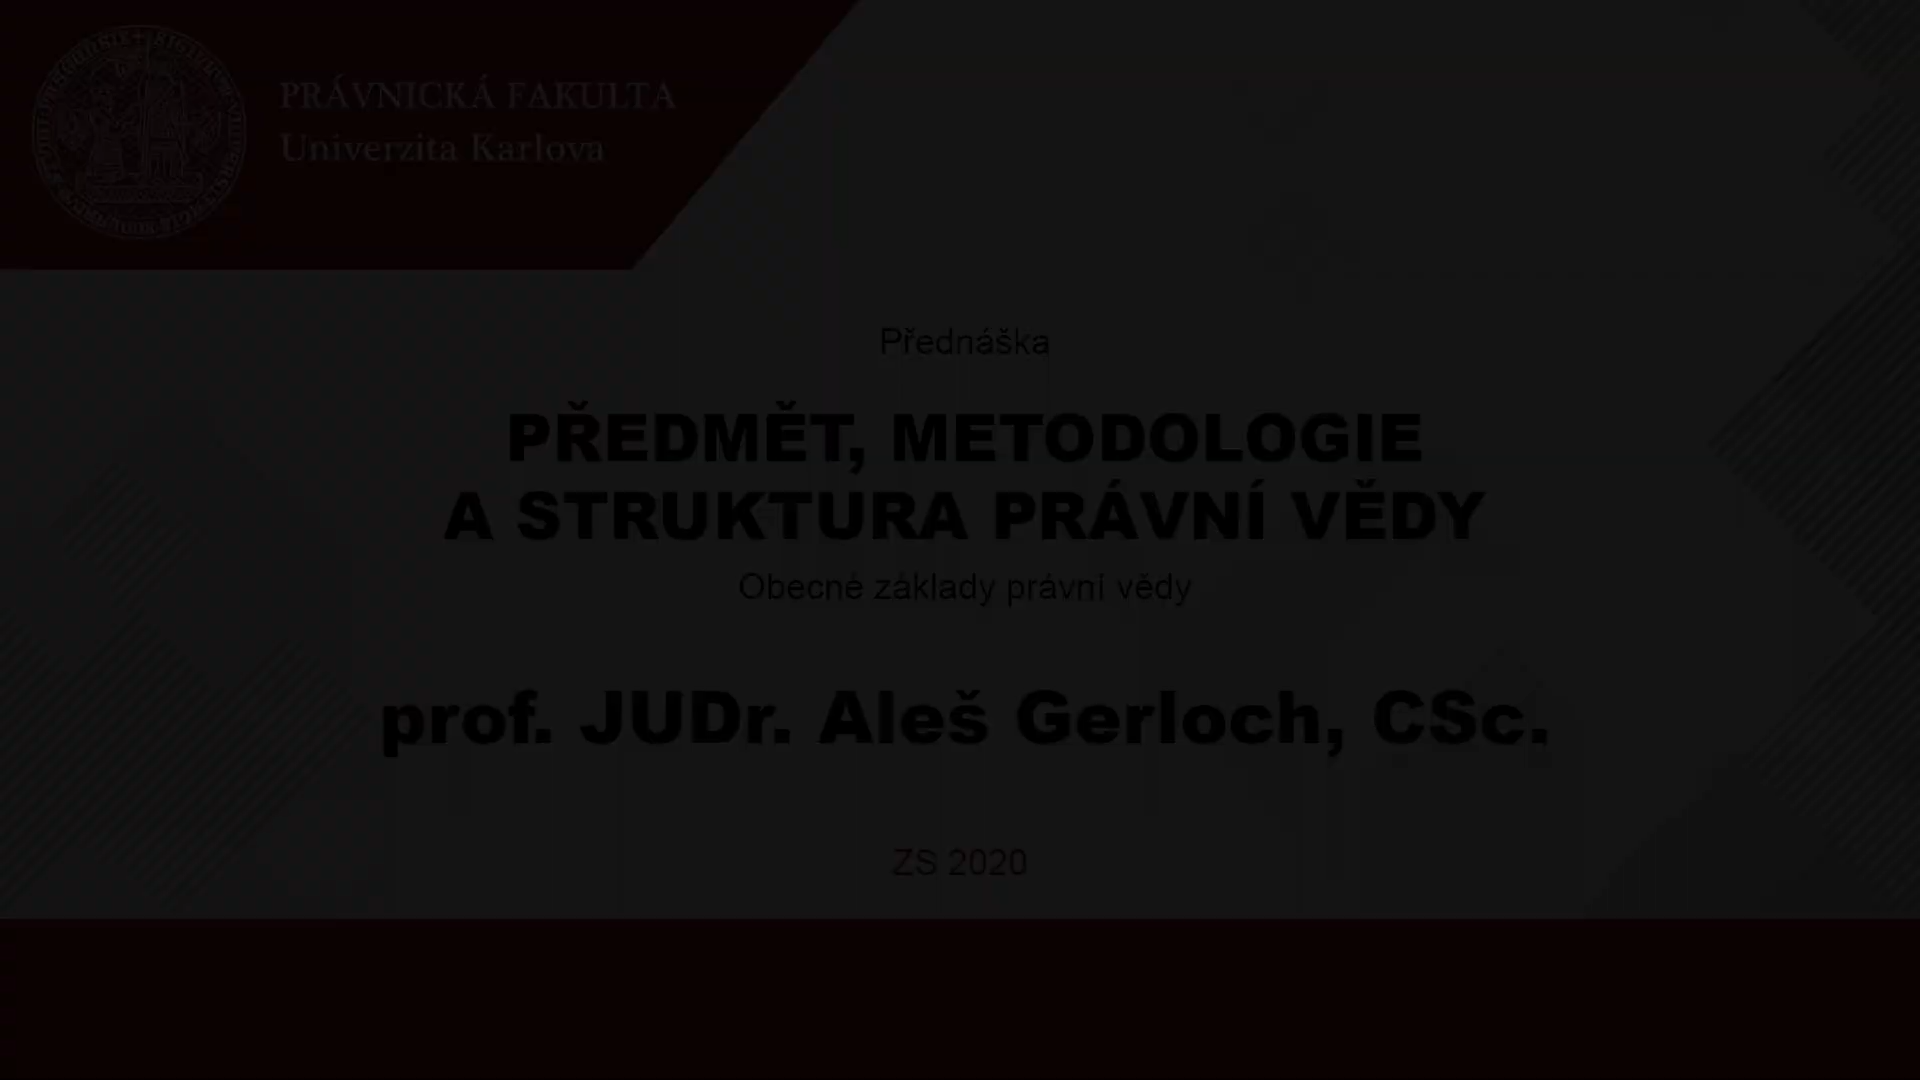 PRÁVNICKÁ FAKULTA
Univerzita Karlova
Přednáška
PŘEDMĚT, METODOLOGIE
A STRUKTURA PRÁVNÍ VĚDY
Obecné základy právní vědy
prof. JUDr. Aleš Gerloch, CSc.
ZS 2020